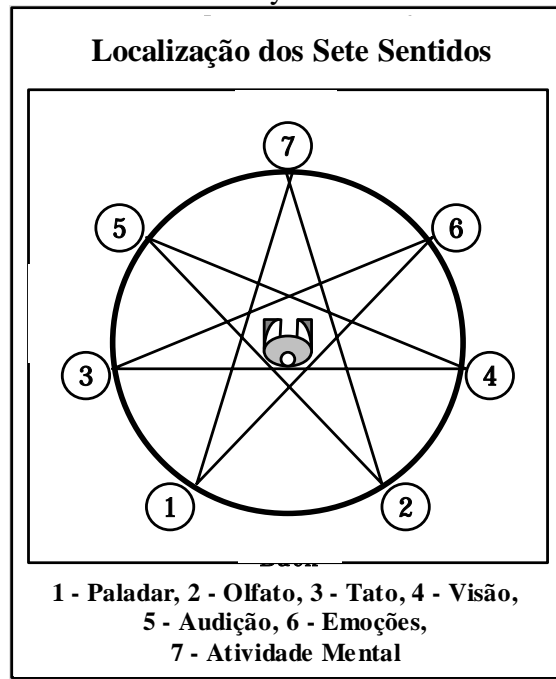 Localização dos Sete Sentidos
7
5
6
3
4
1
2
1 - Paladar, 2 - Olfato, 3 - Tato, 4 - Visão,
5 - Audição, 6 - Emoções,
7 - Atividade Mental